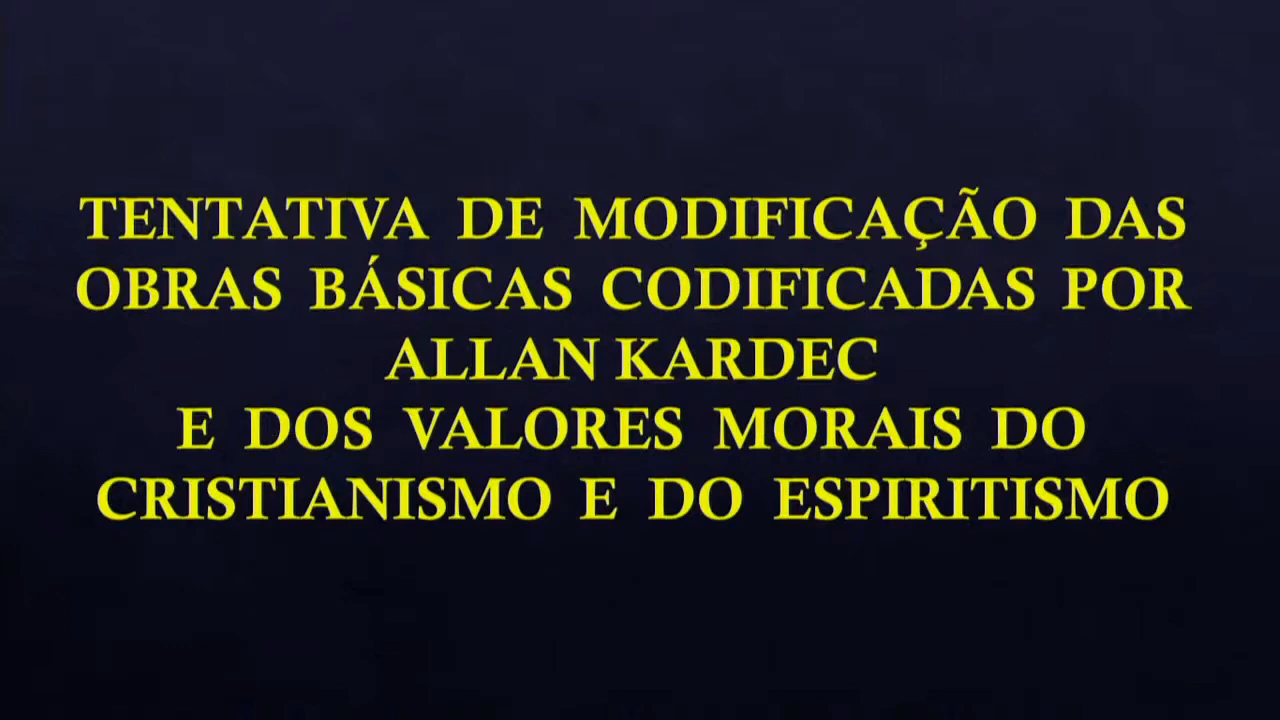 TENTATIVA DE MODIFICAÇÃO DAS
OBRAS BÁSICAS CODIFICADAS POR
ALLAN KARDEC
E DOS VALORES MORAIS DO
CRISTIANISMO E DO ESPIRITISMO